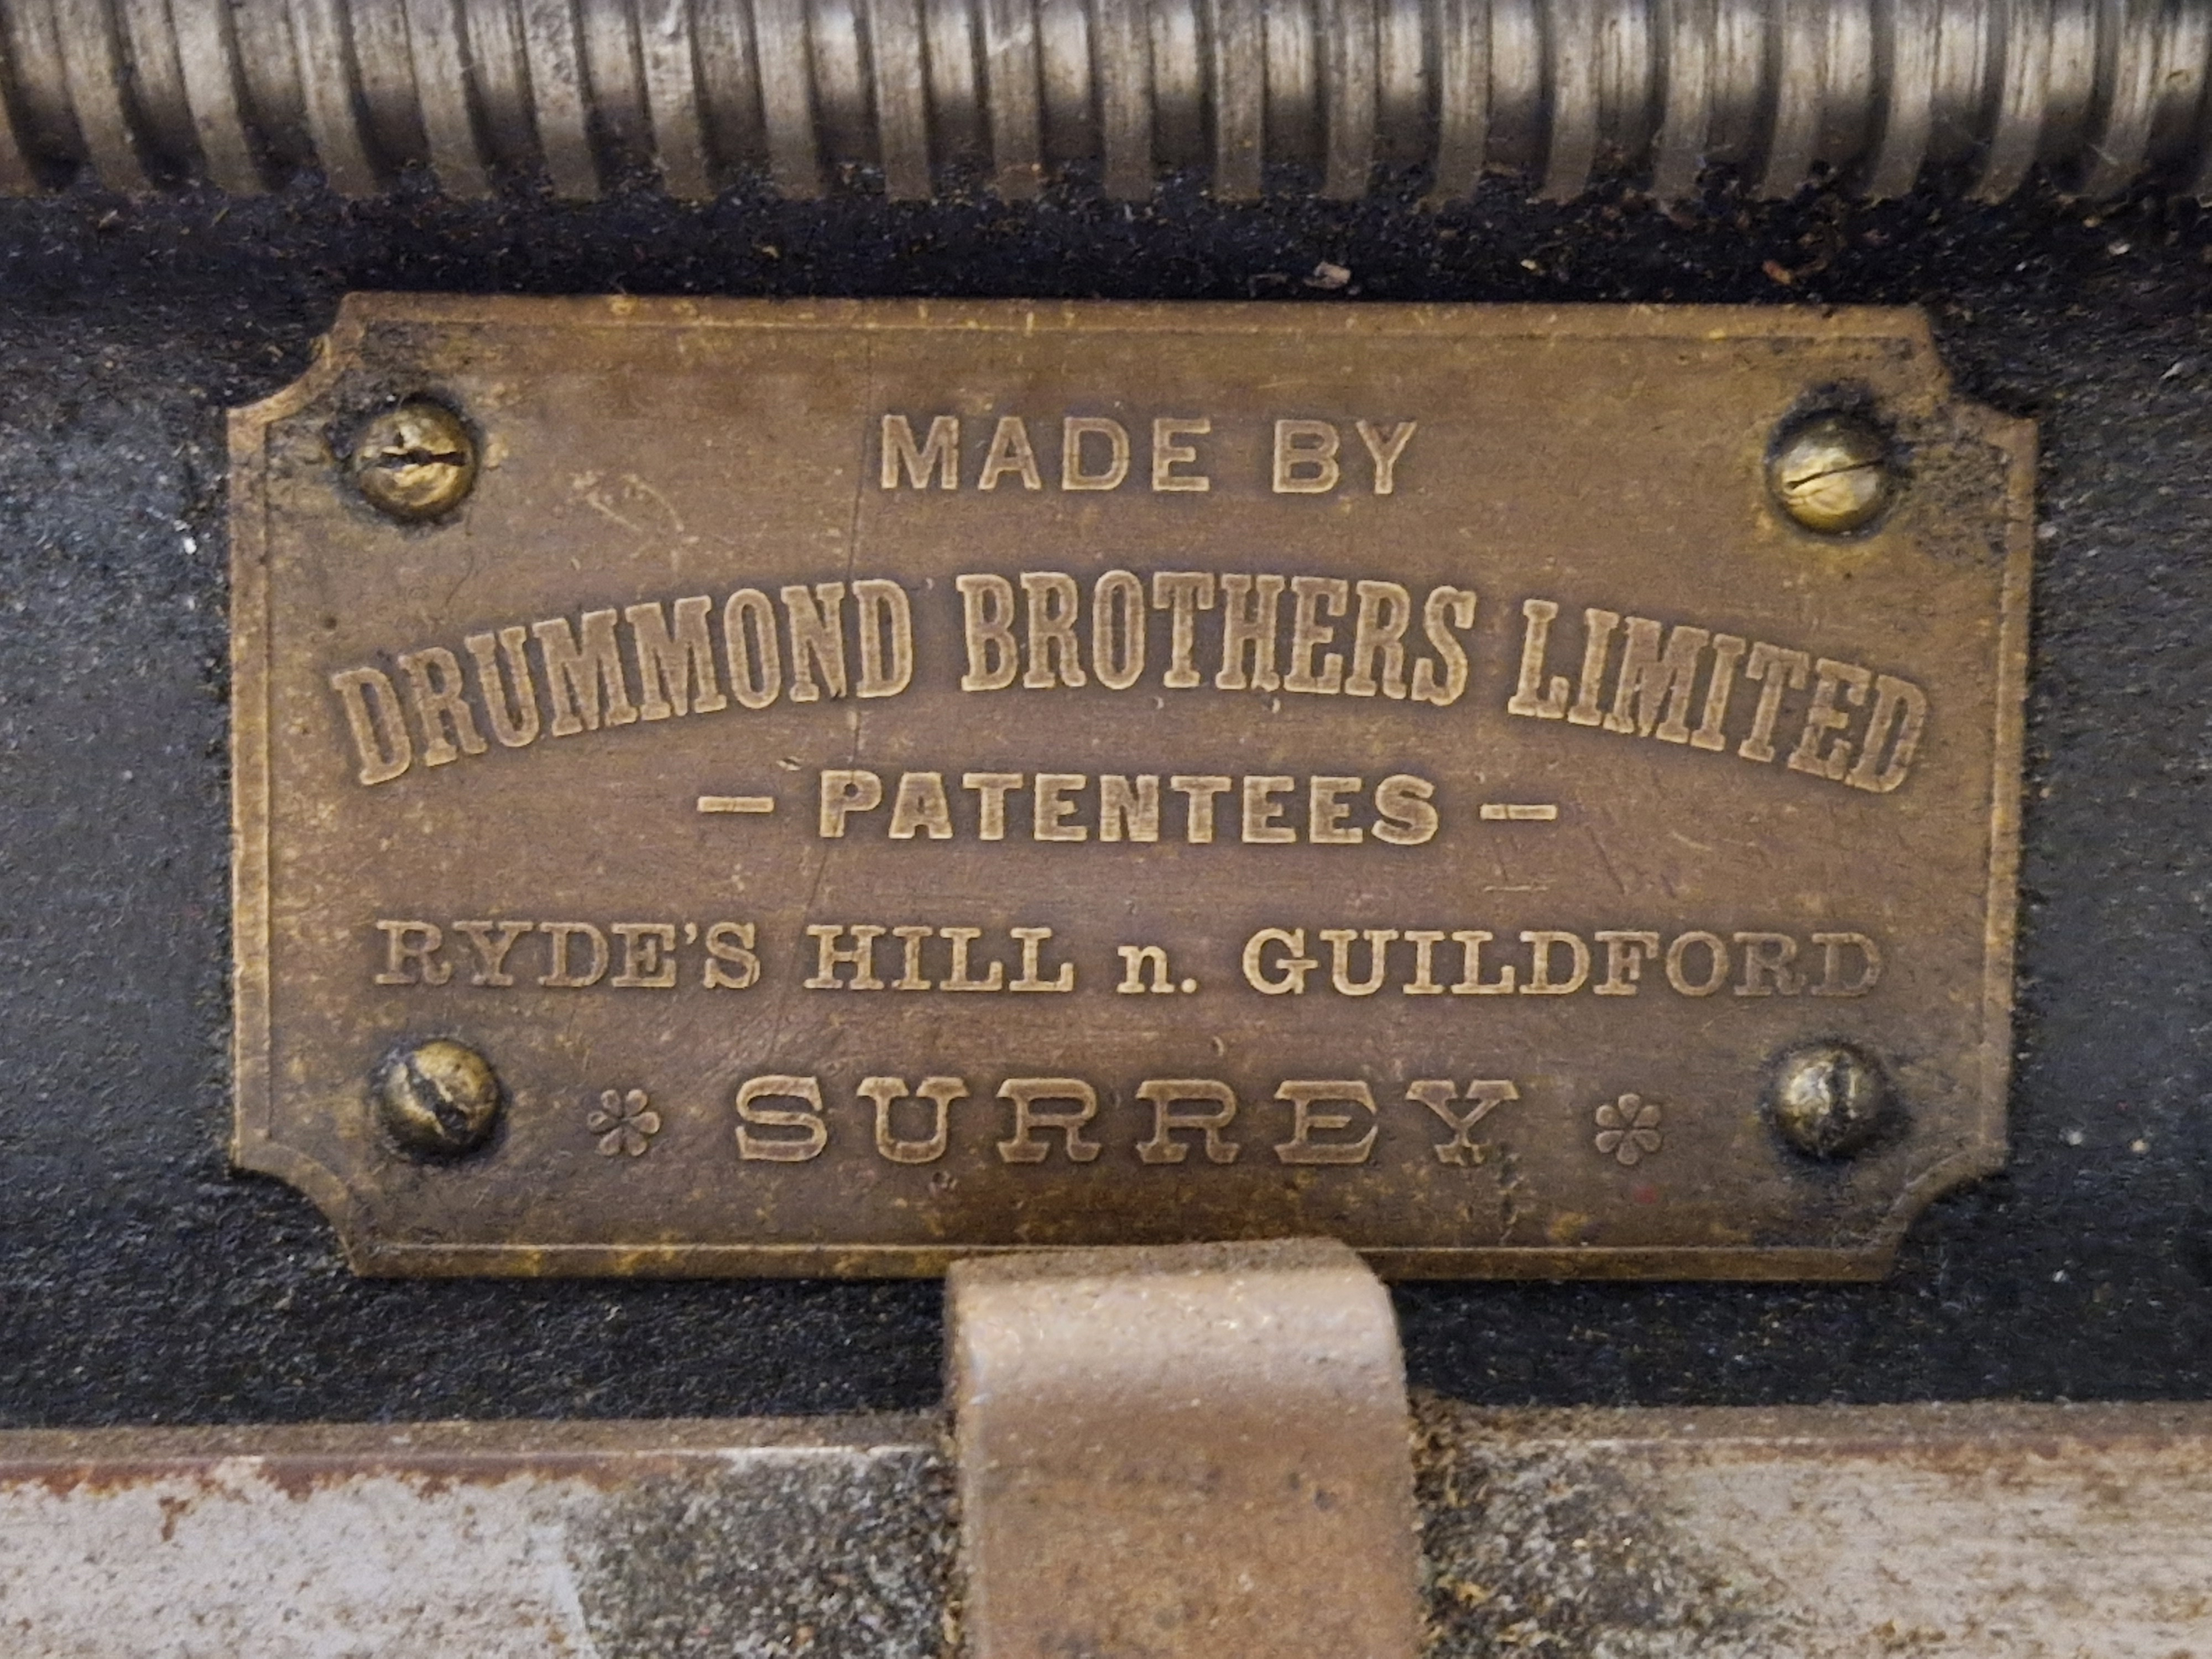 MADE BY
DRUMMOND BROTHERS LIMITED
– PATENTEES –
RYDE'S HILL n. GUILDFORD
SURREY